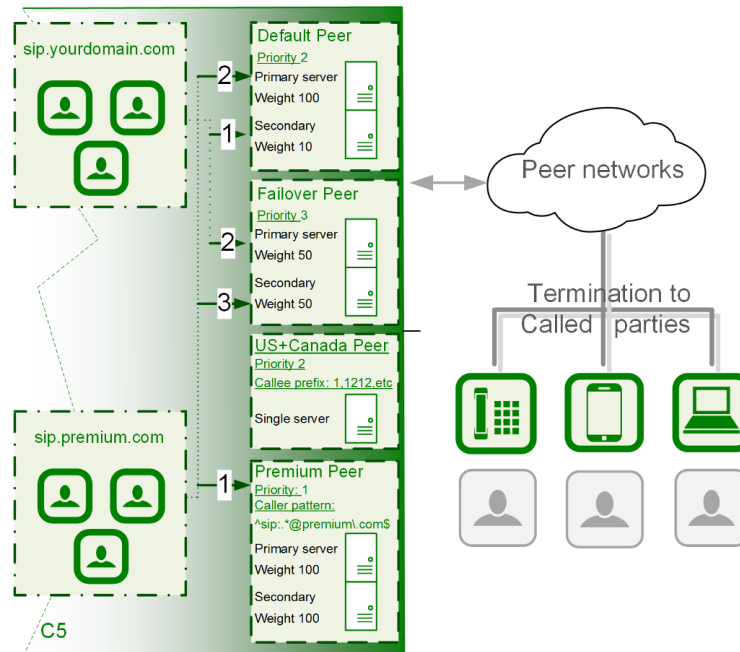 sip.yourdomain.com
Default Peer
Priority 2
Primary server
Weight 100
Secondary
Weight 10
2
1
Failover Peer
Priority 3
Primary server
Weight 50
Secondary
Weight 50
2
3
US+Canada Peer
Priority 2
Callee prefix: 1,1212,etc
Single server
sip.premium.com
Premium Peer
Priority: 1
Caller pattern:
^sip:.*@premium\.com$
Primary server
Weight 100
Secondary
Weight 100
1
C5
Peer networks
Termination to
Called parties